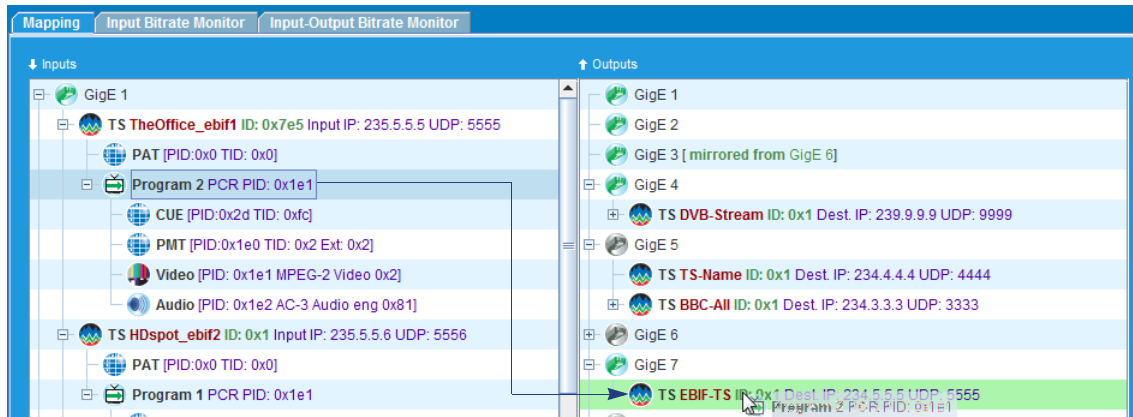 Mapping
Input Bitrate Monitor
Input-Output Bitrate Monitor
Inputs
GigE 1
TS TheOffice_ebif1 ID: 0x7e5 Input IP: 235.5.5.5 UDP: 5555
PAT [PID:0x0 TID: 0x0]
Program 2 PCR PID: 0x1e1
CUE [PID:0x2d TID: 0xfc]
PMT [PID:0x1e0 TID: 0x2 Ext: 0x2]
Video [PID: 0x1e1 MPEG-2 Video 0x2]
Audio [PID: 0x1e2 AC-3 Audio eng 0x81]
TS HDspot_ebif2 ID: 0x1 Input IP: 235.5.5.6 UDP: 5556
PAT [PID:0x0 TID: 0x0]
Program 1 PCR PID: 0x1e1
Outputs
GigE 1
GigE 2
GigE 3 [ mirrored from GigE 6]
GigE 4
TS DVB-Stream ID: 0x1 Dest. IP: 239.9.9.9 UDP: 9999
GigE 5
TS TS-Name ID: 0x1 Dest. IP: 234.4.4.4 UDP: 4444
TS BBC-All ID: 0x1 Dest. IP: 234.3.3.3 UDP: 3333
GigE 6
GigE 7
TS EBIF-TS ID: 0x1 Dest. IP: 234.5.5.5 UDP: 5555
Program 2 PCR PID: 0x1e1